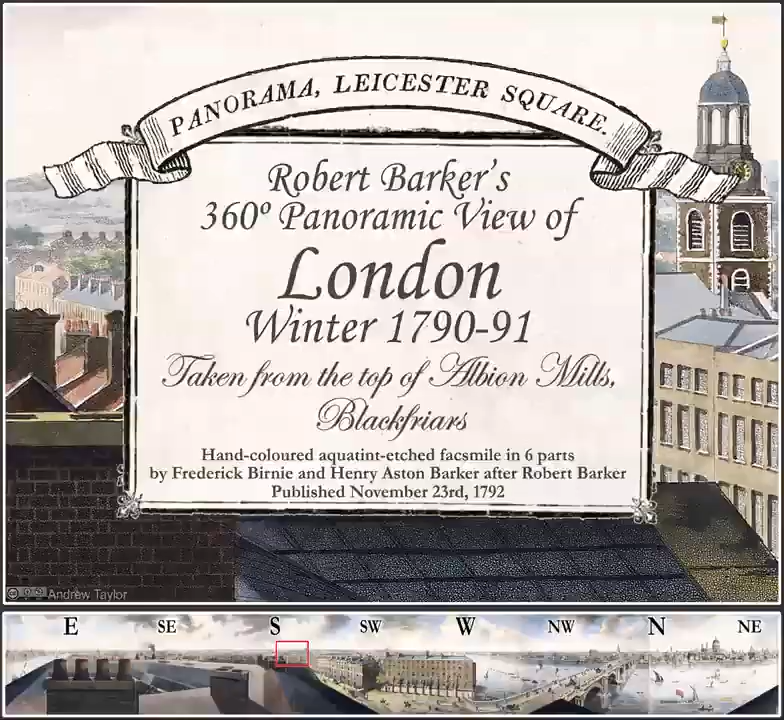 PANORAMA, LEICESTER SQUARE.
Robert Barker's
360º Panoramic View of
London
Winter 1790-91
Taken from the top of Albion Mills,
Blackfriars
Hand-coloured aquatint-etched facsmile in 6 parts
by Frederick Birnie and Henry Aston Barker after Robert Barker
Published November 23rd, 1792
Andrew Taylor
E SE S SW W NW N NE